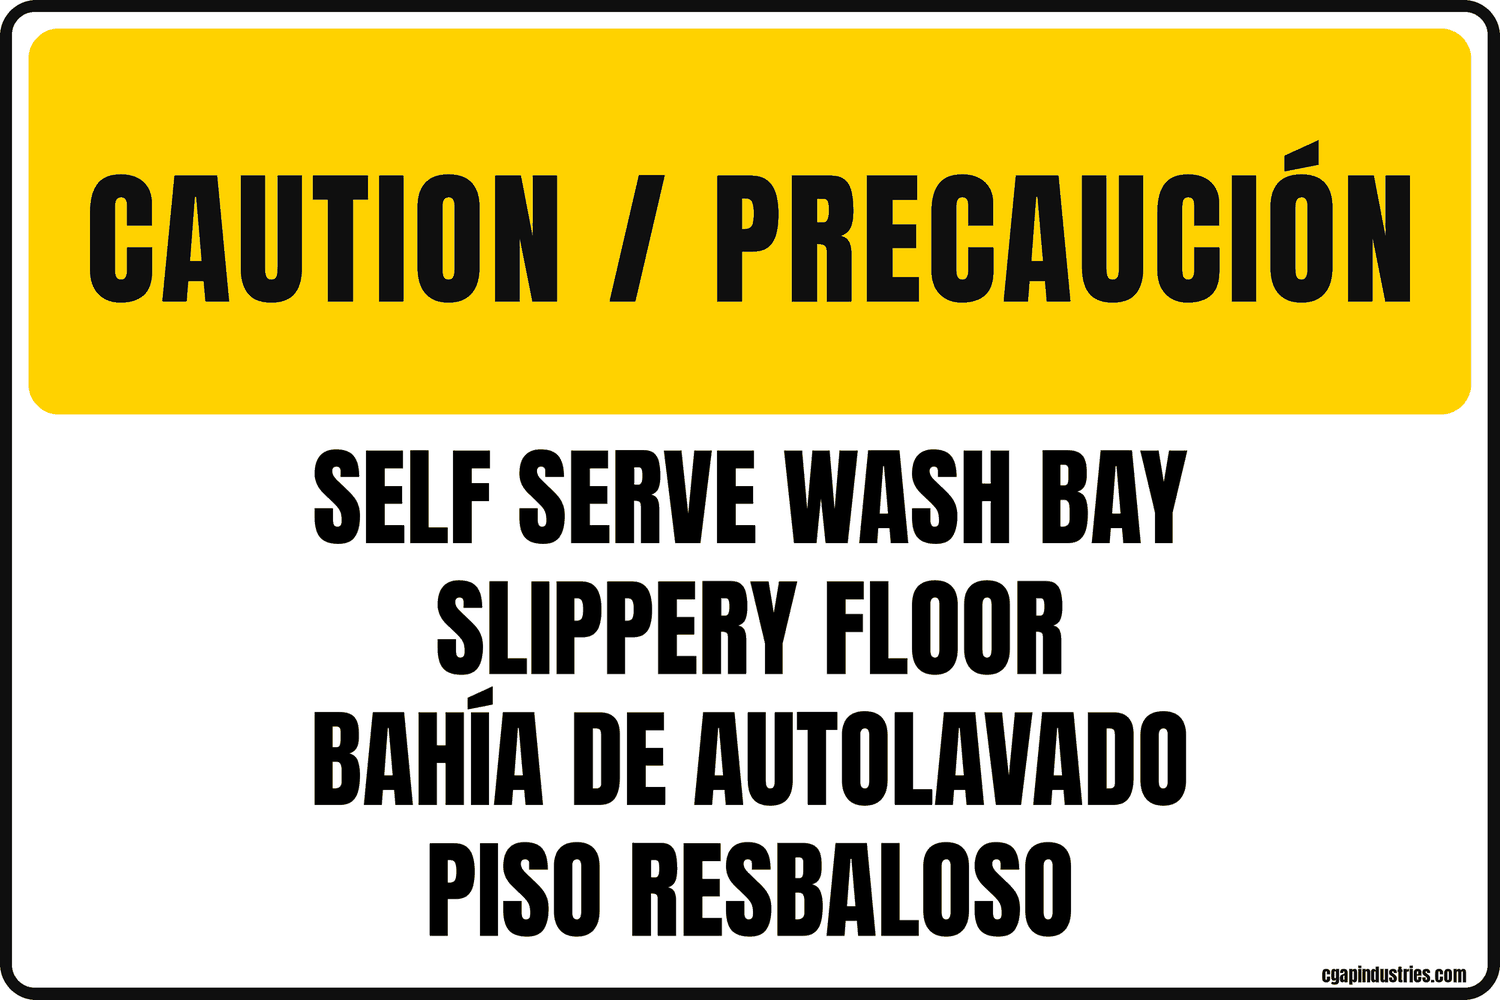 CAUTION / PRECAUCIÓN
SELF SERVE WASH BAY
SLIPPERY FLOOR
BAHÍA DE AUTOLAVADO
PISO RESBALOSO
cgapindustries.com